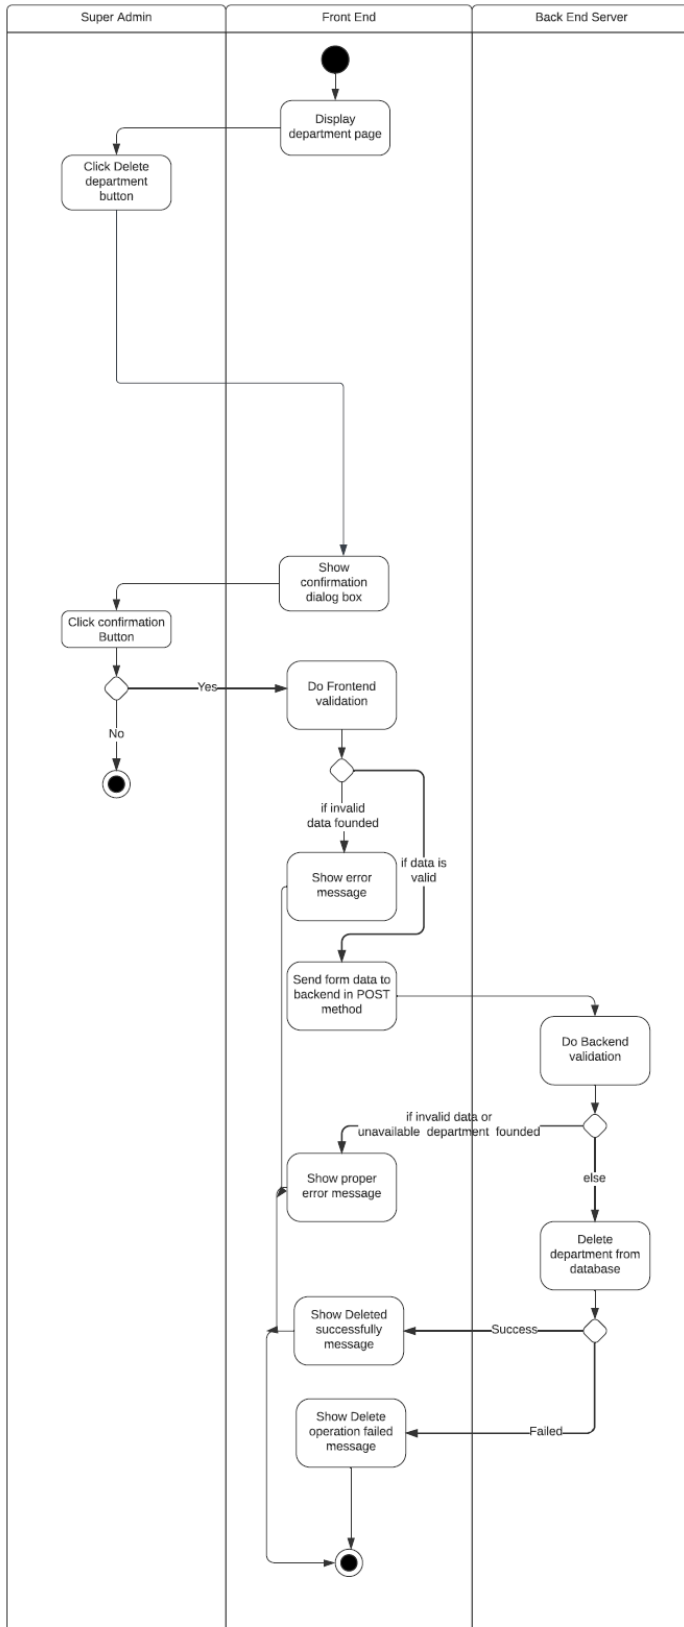 Super Admin
Front End
Back End Server
Display
department page
Click Delete
department
button
Show
confirmation
dialog box
Click confirmation
Button
Yes
Do Frontend
validation
No
if invalid
data founded
if data is
valid
Show error
message
Send form data to
backend in POST
method
Do Backend
validation
if invalid data or
unavailable department founded
Show proper
error message
else
Delete
department from
database
Show Deleted
successfully
message
Success
Show Delete
operation failed
message
Failed